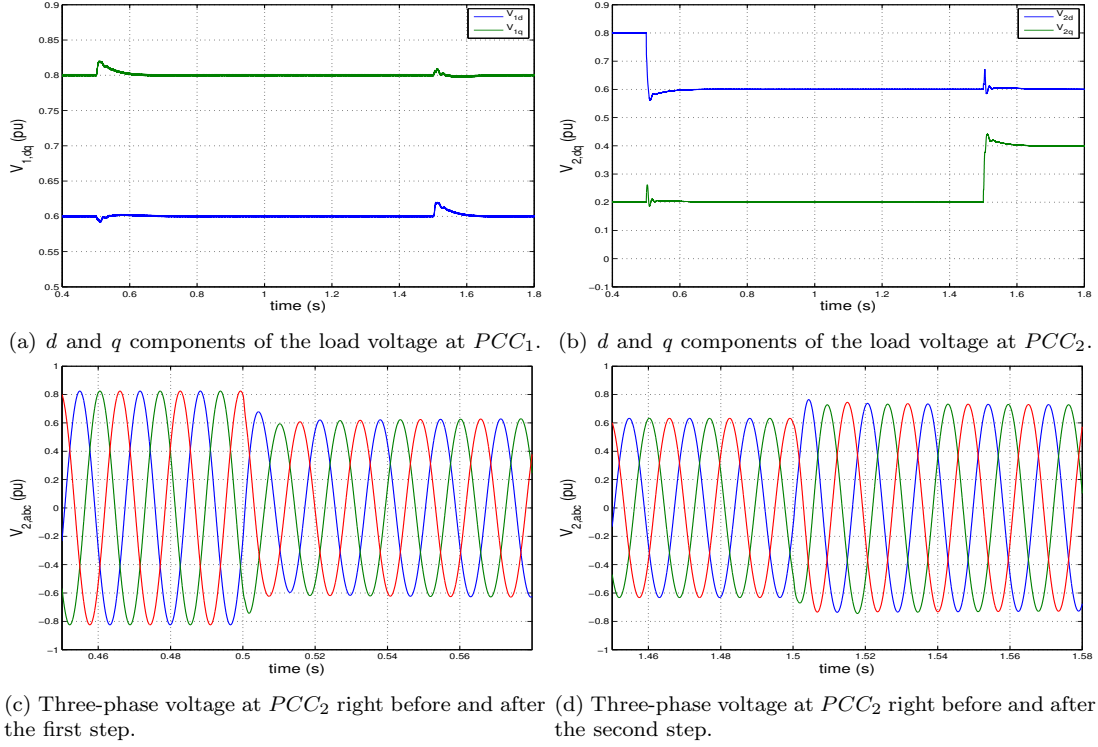 0.9
0.85
0.8
0.75
0.7
0.65
0.6
0.55
0.5
V1,dq (pu)
0.4 0.6 0.8 1 1.2 1.4 1.6 1.8
time (s)
V1d
V1q
0.9
0.8
0.7
0.6
0.5
0.4
0.3
0.2
0.1
0
−0.1
V2,dq (pu)
0.4 0.6 0.8 1 1.2 1.4 1.6 1.8
time (s)
V2d
V2q
(a) d and q components of the load voltage at PCC1.
(b) d and q components of the load voltage at PCC2.
1
0.8
0.6
0.4
0.2
0
−0.2
−0.4
−0.6
−0.8
−1
V2,abc (pu)
0.46 0.48 0.5 0.52 0.54 0.56
time (s)
1
0.8
0.6
0.4
0.2
0
−0.2
−0.4
−0.6
−0.8
−1
V2,abc (pu)
1.46 1.48 1.5 1.52 1.54 1.56 1.58
time (s)
(c) Three-phase voltage at PCC2 right before and after
the first step.
(d) Three-phase voltage at PCC2 right before and after
the second step.